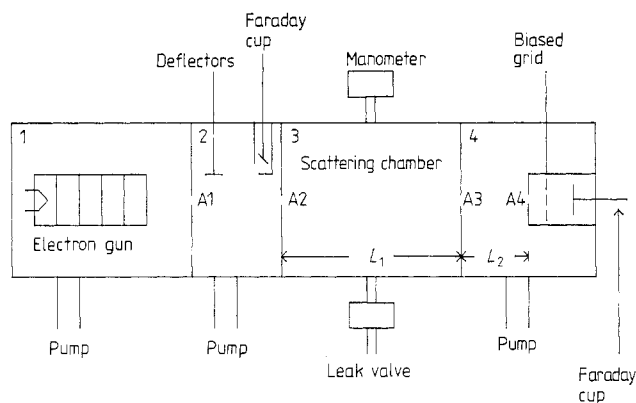 Faraday
cup
Deflectors
Manometer
Biased
grid
1
2
3
4
Scattering chamber
A1
A2
A3
A4
Electron gun
L₁
L₂
Pump
Pump
Leak valve
Pump
Faraday
cup